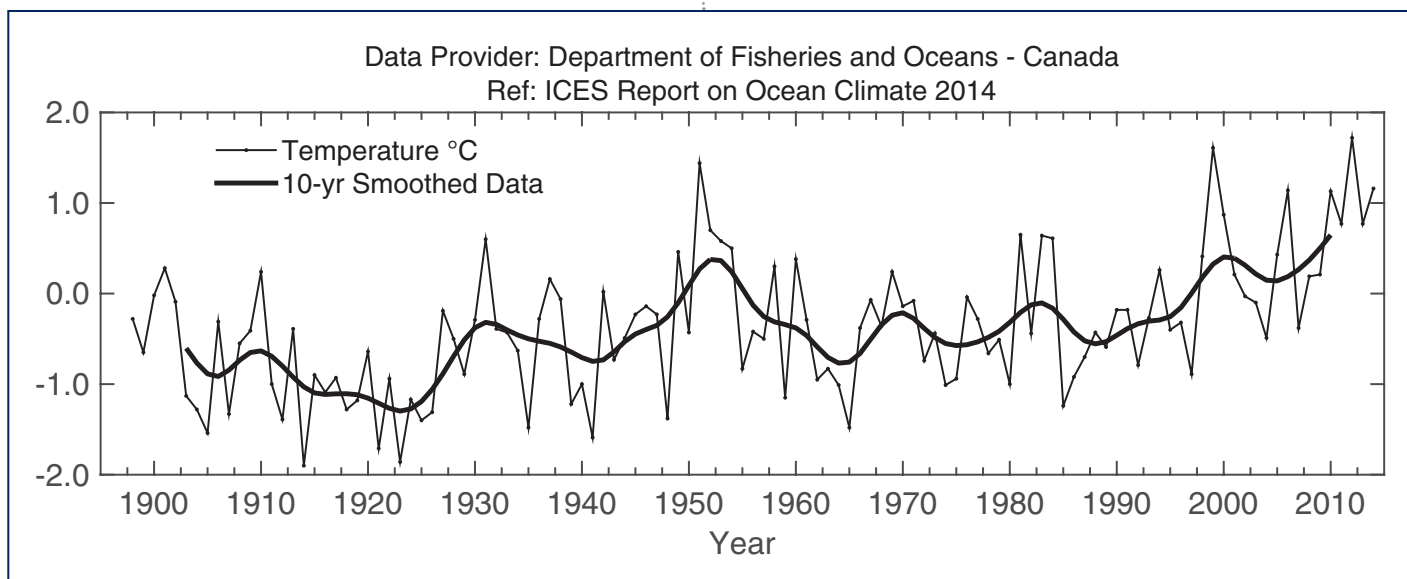 Data Provider: Department of Fisheries and Oceans - Canada
Ref: ICES Report on Ocean Climate 2014
2.0
Temperature °C
10-yr Smoothed Data
1.0
0.0
-1.0
-2.0
1900 1910 1920 1930 1940 1950 1960 1970 1980 1990 2000 2010
Year